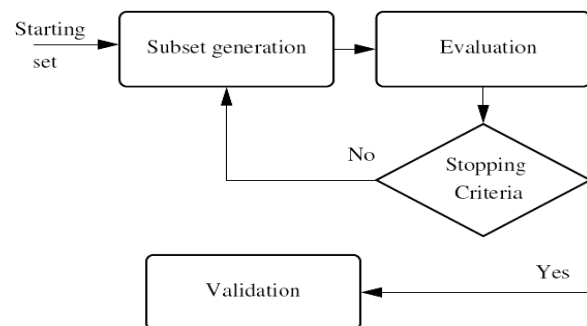 Starting
set
Subset generation
Evaluation
No
Stopping
Criteria
Yes
Validation